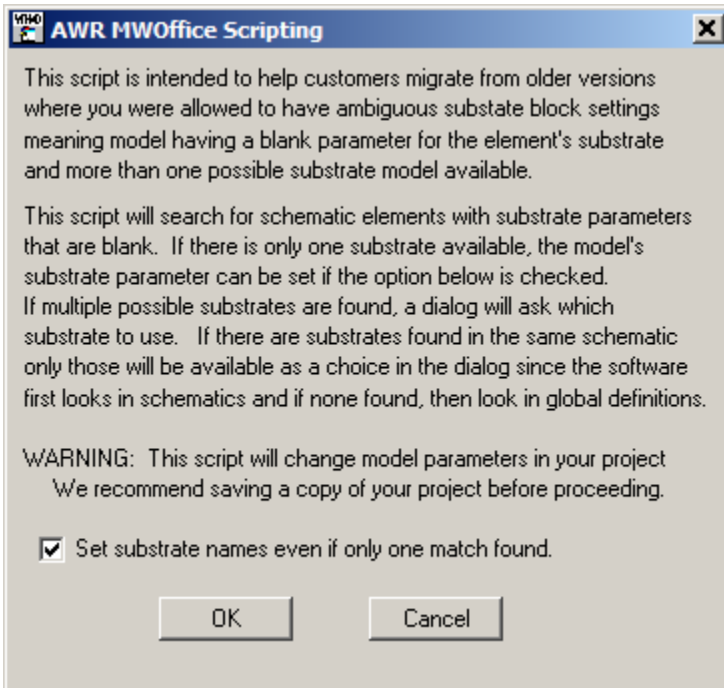 AWR MWOffice Scripting
This script is intended to help customers migrate from older versions
where you were allowed to have ambiguous substate block settings
meaning model having a blank parameter for the element's substrate
and more than one possible substrate model available.
This script will search for schematic elements with substrate parameters
that are blank.  If there is only one substrate available, the model's
substrate parameter can be set if the option below is checked.
If multiple possible substrates are found, a dialog will ask which
substrate to use.   If there are substrates found in the same schematic
only those will be available as a choice in the dialog since the software
first looks in schematics and if none found, then look in global definitions.
WARNING:  This script will change model parameters in your project
We recommend saving a copy of your project before proceeding.
Set substrate names even if only one match found.
OK Cancel